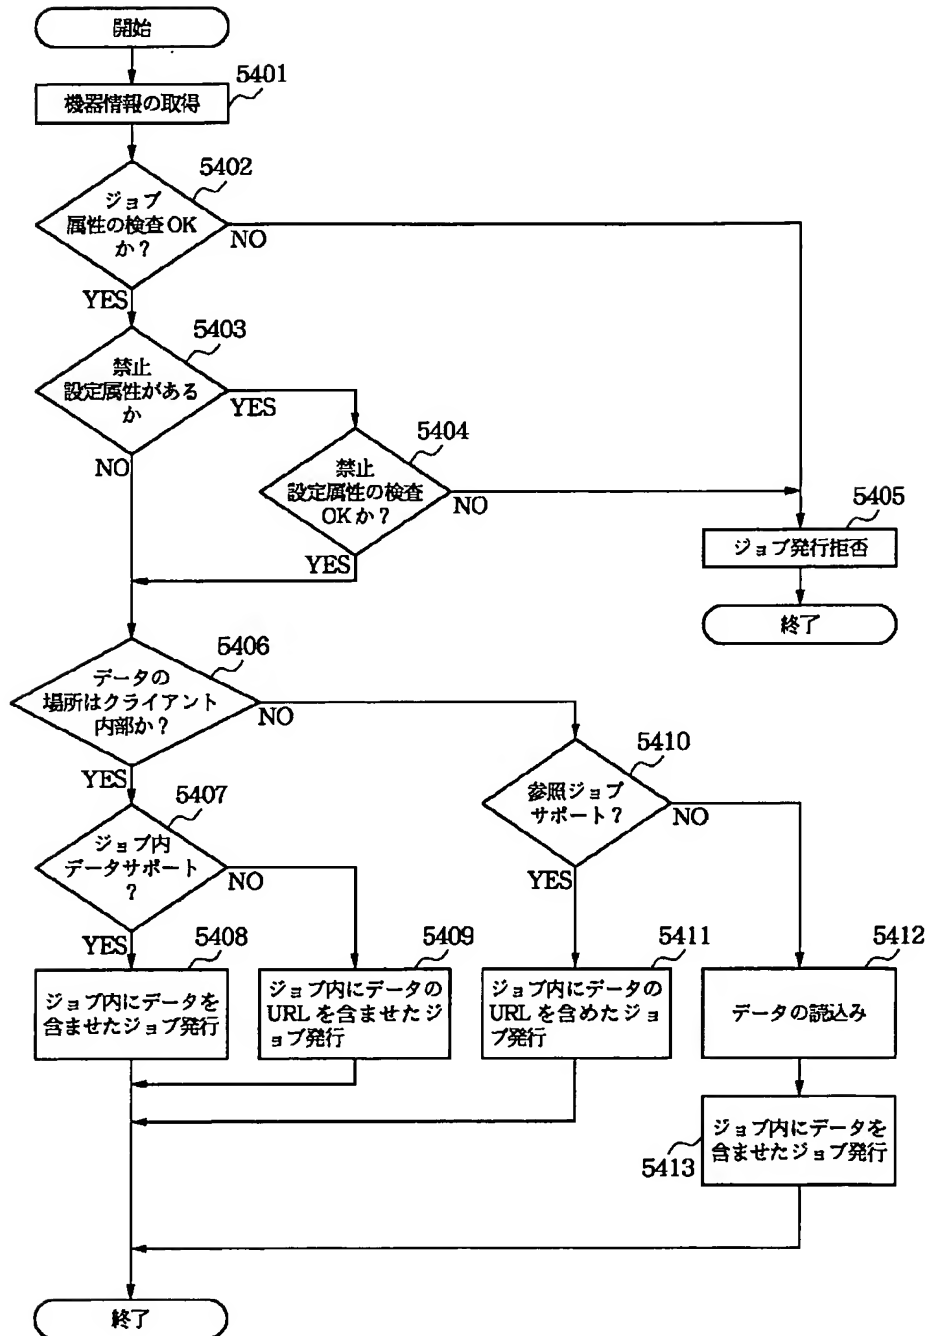 開始
5401
機器情報の取得
5402
ジョブ
属性の検査OK
か？
NO
YES
5403
禁止
設定属性がある
か
YES
NO
5404
禁止
設定属性の検査
OKか？
NO
YES
5405
ジョブ発行拒否
終了
5406
データの
場所はクライアント
内部か？
NO
YES
5407
ジョブ内
データサポート
？
NO
YES
5410
参照ジョブ
サポート？
NO
YES
5408
ジョブ内にデータを
含ませたジョブ発行
5409
ジョブ内にデータの
URLを含ませたジ
ョブ発行
5411
ジョブ内にデータの
URLを含めたジョ
ブ発行
5412
データの読込み
5413
ジョブ内にデータを
含ませたジョブ発行
終了